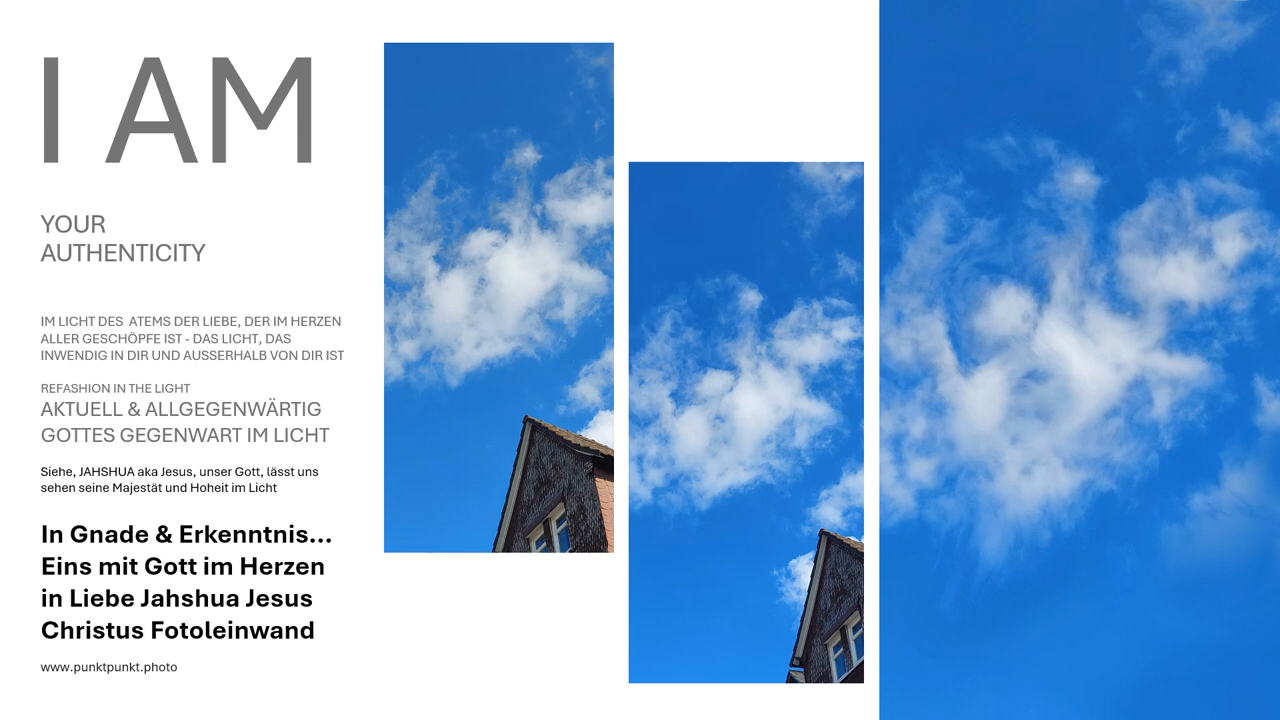 I AM
YOUR
AUTHENTICITY
IM LICHT DES  ATEMS DER LIEBE, DER IM HERZEN
ALLER GESCHÖPFE IST - DAS LICHT, DAS
INWENDIG IN DIR UND AUSSERHALB VON DIR IST
REFASHION IN THE LIGHT
AKTUELL & ALLGEGENWÄRTIG
GOTTES GEGENWART IM LICHT
Siehe, JAHSHUA aka Jesus, unser Gott, lässt uns
sehen seine Majestät und Hoheit im Licht
In Gnade & Erkenntnis...
Eins mit Gott im Herzen
in Liebe Jahshua Jesus
Christus Fotoleinwand
www.punktpunkt.photo